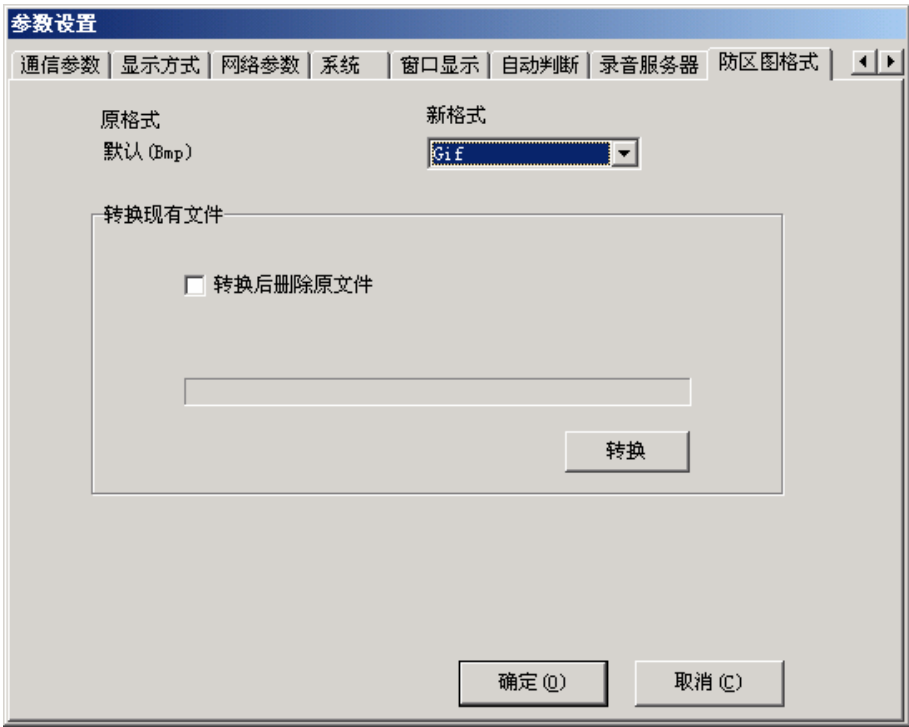 参数设置
通信参数 显示方式 网络参数 系统 窗口显示 自动判断 录音服务器 防区图格式
原格式 新格式
默认(Bmp) Gif
转换现有文件
转换后删除原文件
转换
确定(O) 取消(C)